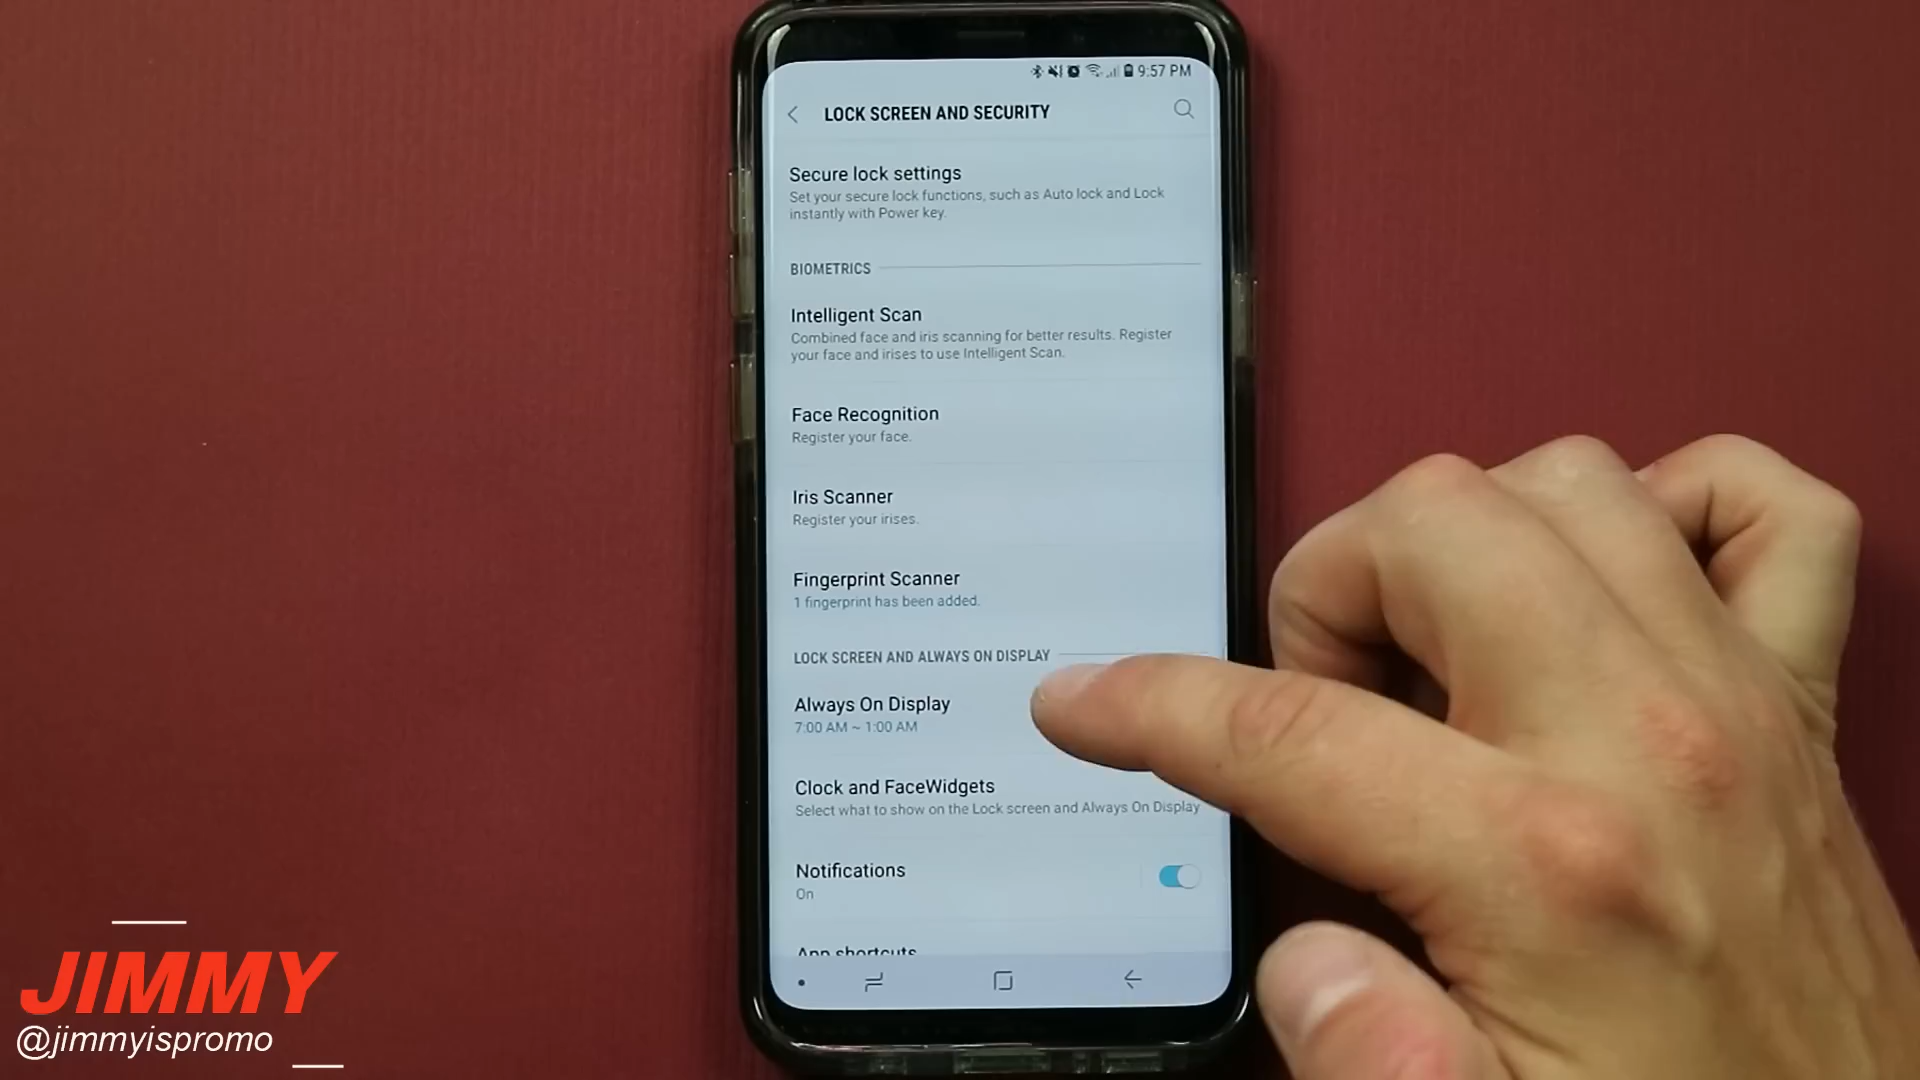 9:57 PM
LOCK SCREEN AND SECURITY
Secure lock settings
Set your secure lock functions, such as Auto lock and Lock
instantly with Power key.
BIOMETRICS
Intelligent Scan
Combined face and iris scanning for better results. Register
your face and irises to use Intelligent Scan.
Face Recognition
Register your face.
Iris Scanner
Register your irises.
Fingerprint Scanner
1 fingerprint has been added.
LOCK SCREEN AND ALWAYS ON DISPLAY
Always On Display
7:00 AM ~ 1:00 AM
Clock and FaceWidgets
Select what to show on the Lock screen and Always On Display
Notifications
On
App shortcuts
JIMMY
@jimmyispromo